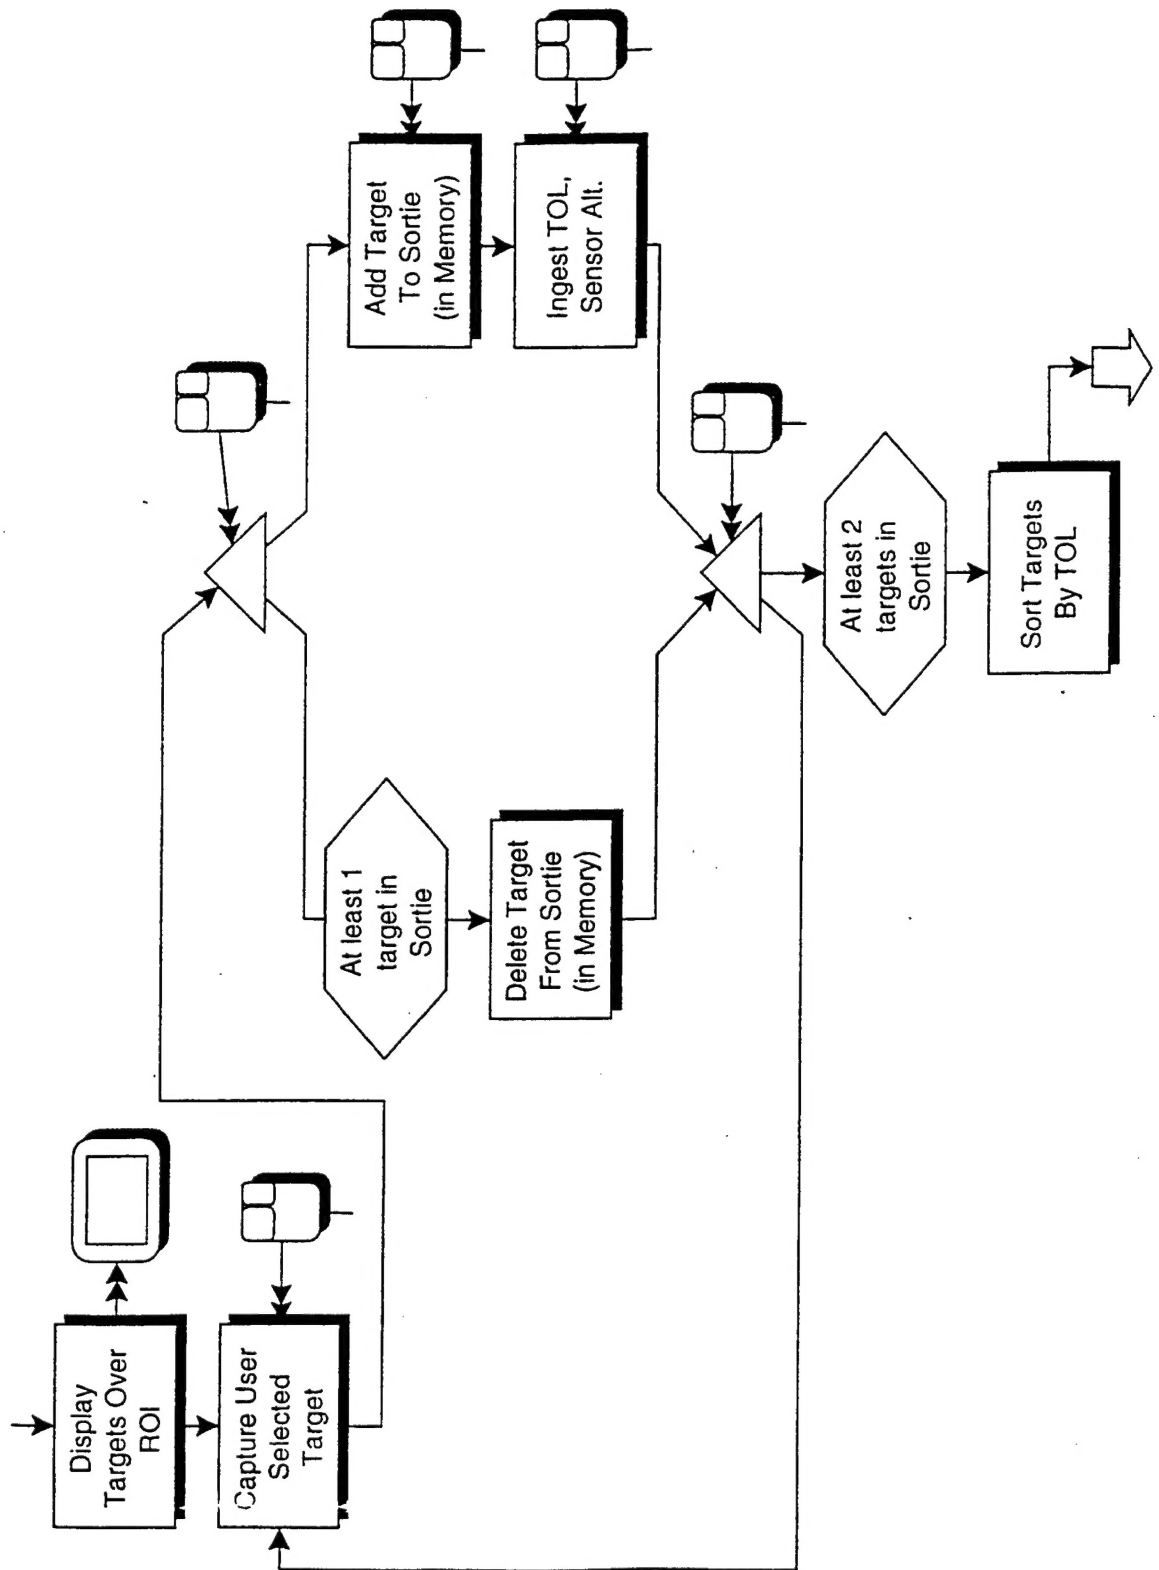 Display
Targets Over
ROI
Capture User
Selected
Target
At least 1
target in
Sortie
Delete Target
From Sortie
(in Memory)
Add Target
To Sortie
(in Memory)
Ingest TOL,
Sensor Alt.
At least 2
targets in
Sortie
Sort Targets
By TOL